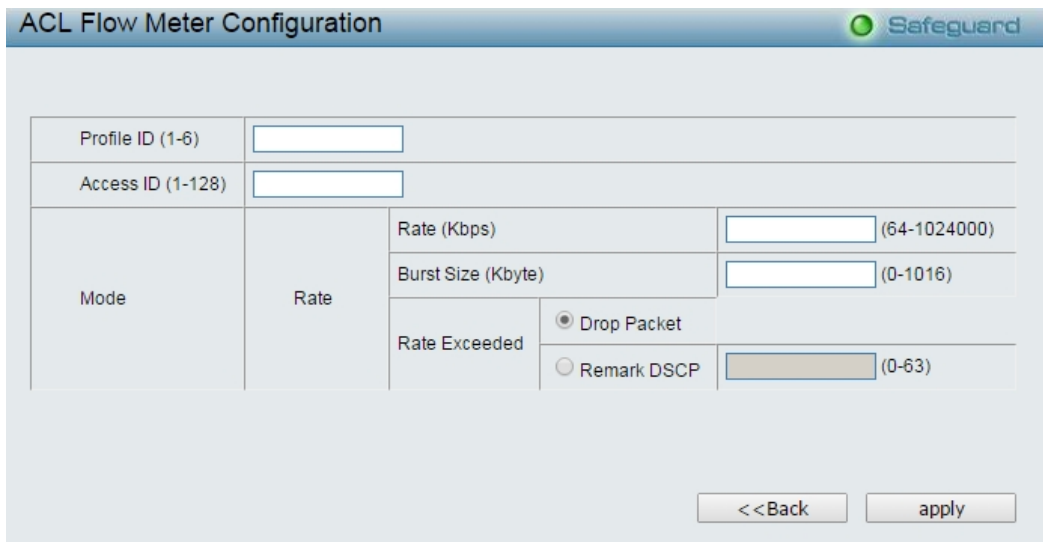 ACL Flow Meter Configuration
Safeguard
Profile ID (1-6)
Access ID (1-128)
Mode
Rate
Rate (Kbps)
(64-1024000)
Burst Size (Kbyte)
(0-1016)
Rate Exceeded
Drop Packet
Remark DSCP
(0-63)
<<Back
apply